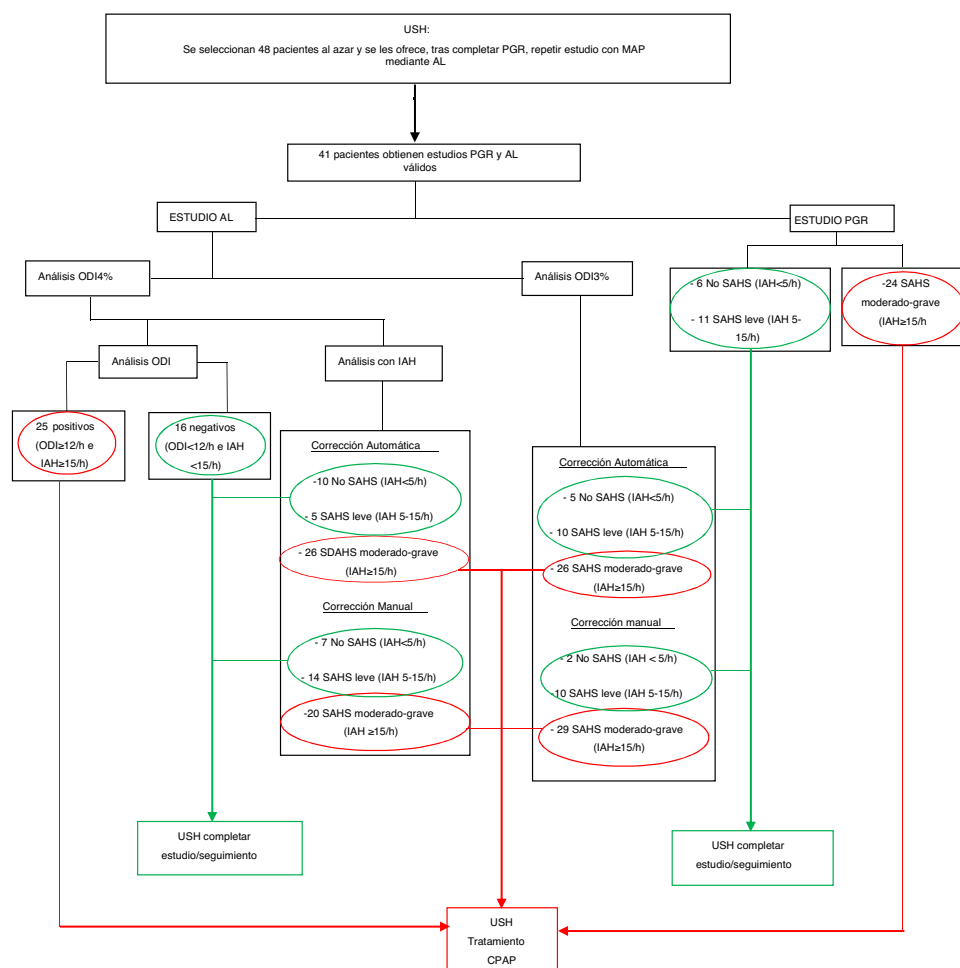 USH:
Se seleccionan 48 pacientes al azar y se les ofrece, tras completar PGR, repetir estudio con MAP
mediante AL
41 pacientes obtienen estudios PGR y AL
válidos
ESTUDIO AL
ESTUDIO PGR
Análisis ODI4%
Análisis ODI3%
- 6 No SAHS (IAH<5/h)
- 11 SAHS leve (IAH 5-
15/h)
-24 SAHS
moderado-grave
(IAH≥15/h
Análisis ODI
Análisis con IAH
25 positivos
(ODI≥12/h e
IAH≥15/h)
16 negativos
(ODI<12/h e IAH
<15/h)
Corrección Automática
-10 No SAHS (IAH<5/h)
- 5 SAHS leve (IAH 5-15/h)
- 26 SDAHS moderado-grave
(IAH≥15/h)
Corrección Manual
- 7 No SAHS (IAH<5/h)
- 14 SAHS leve (IAH 5-15/h)
-20 SAHS moderado-grave
(IAH ≥15/h)
Corrección Automática
- 5 No SAHS (IAH<5/h)
- 10 SAHS leve (IAH 5-15/h)
- 26 SAHS moderado-grave
(IAH≥15/h)
Corrección manual
- 2 No SAHS (IAH < 5/h)
-10 SAHS leve (IAH 5-15/h)
- 29 SAHS moderado-grave
(IAH≥15/h)
USH completar
estudio/seguimiento
USH completar
estudio/seguimiento
USH
Tratamiento
CPAP